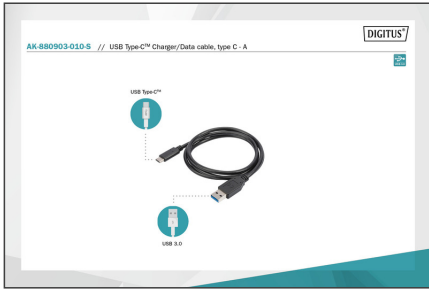 DIGITUS®
AK-880903-010-S // USB Type-C™ Charger/Data cable, type C - A
USB Type-C™
USB 3.0